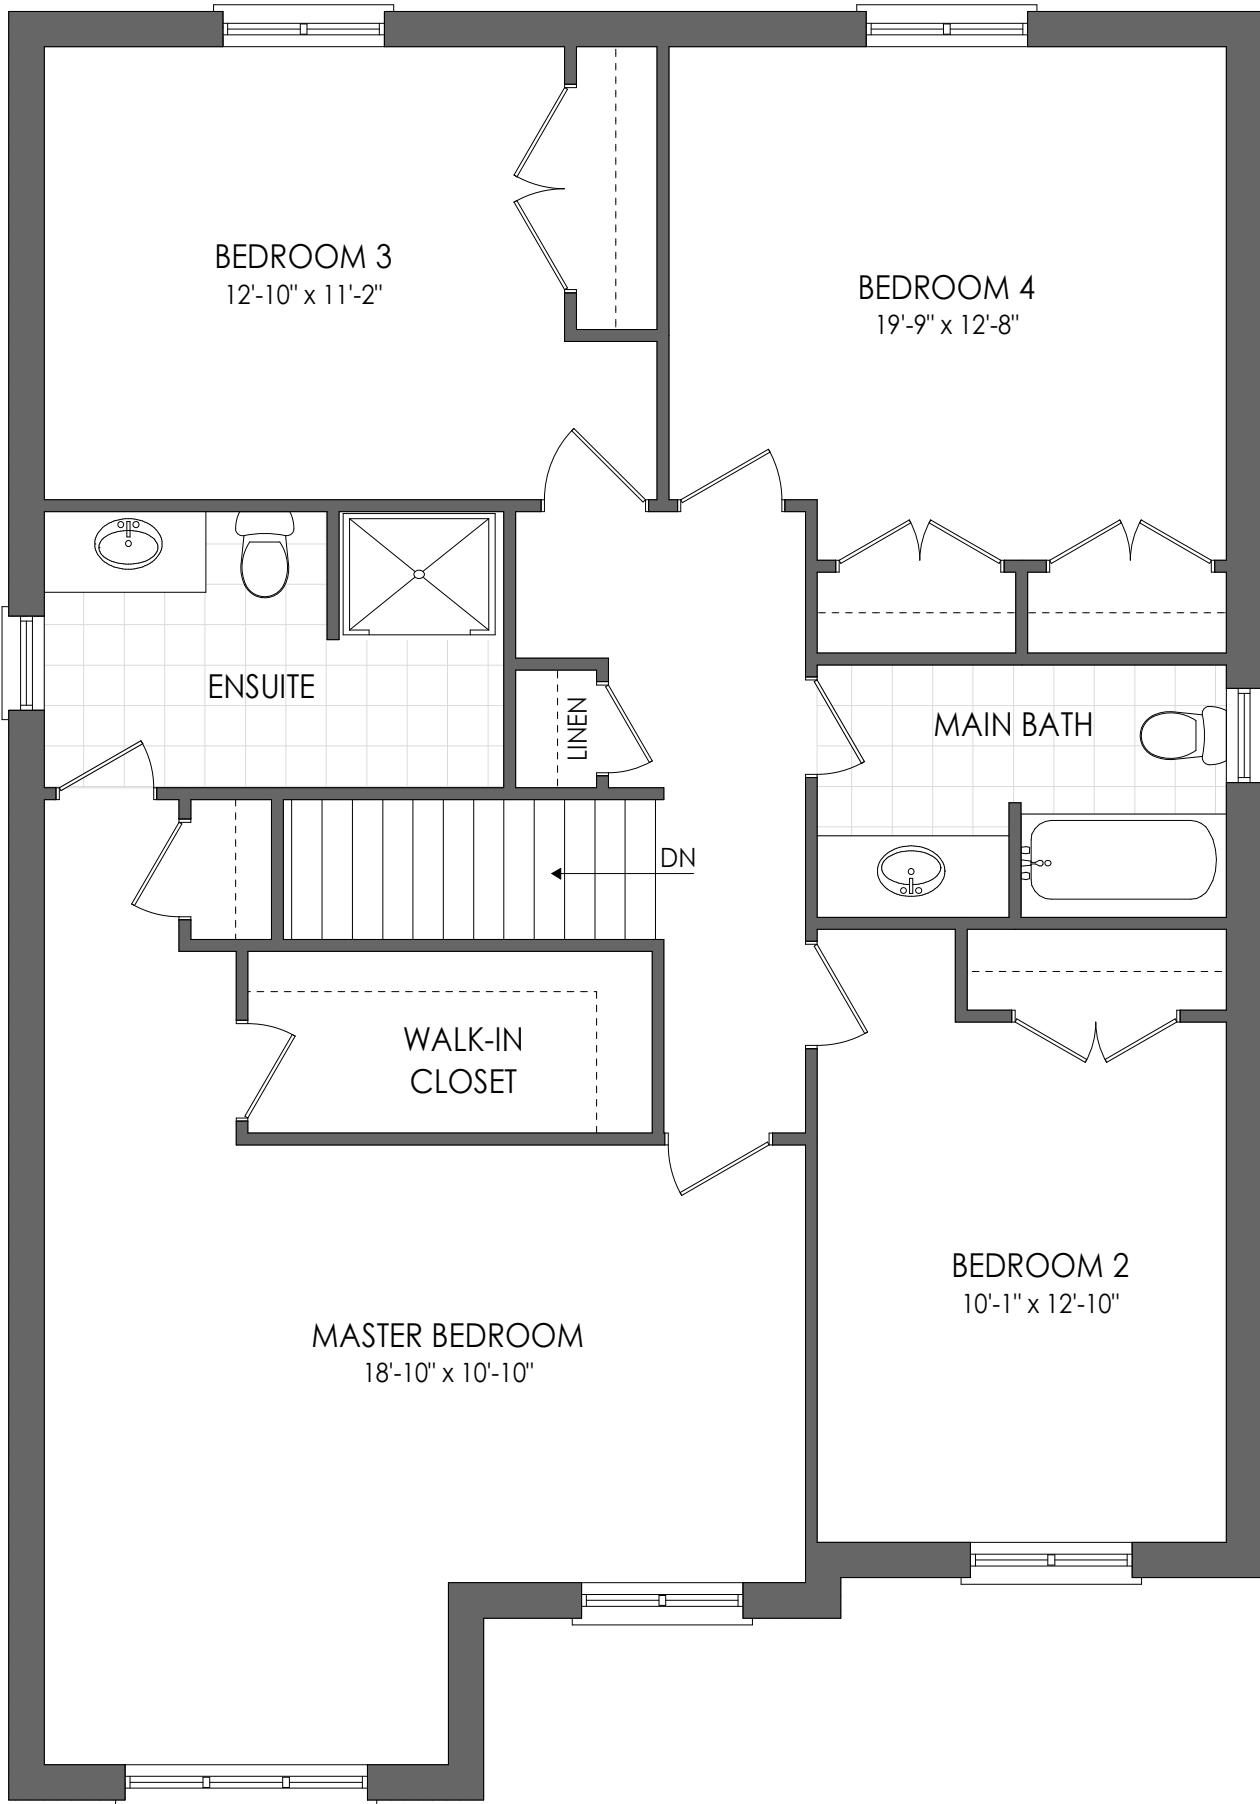 BEDROOM 3
12'-10" x 11'-2"
BEDROOM 4
19'-9" x 12'-8"
ENSUITE
LINEN
MAIN BATH
DN
WALK-IN
CLOSET
BEDROOM 2
10'-1" x 12'-10"
MASTER BEDROOM
18'-10" x 10'-10"